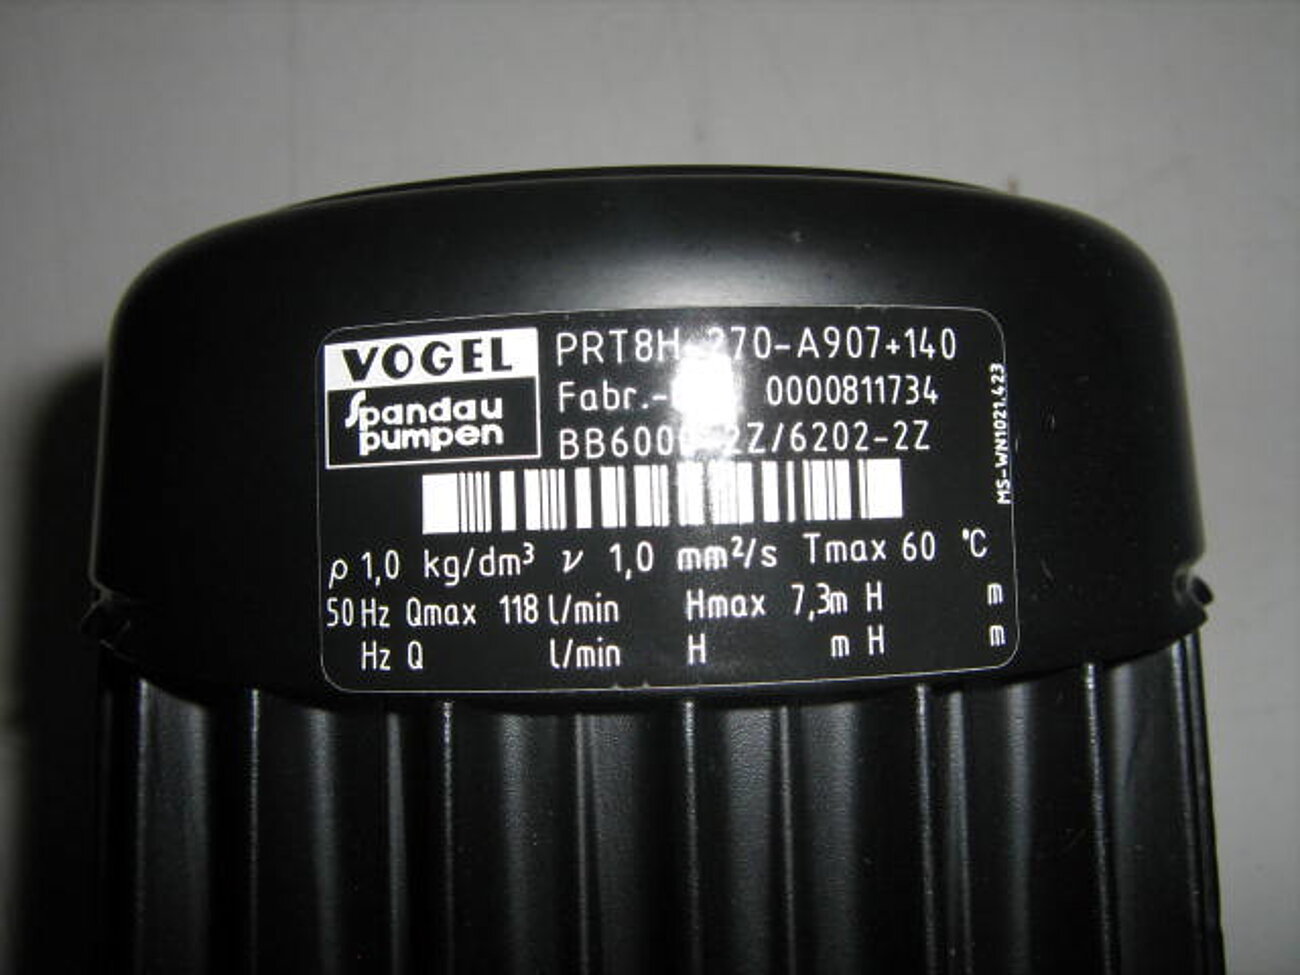 VOGEL
Spandau
pumpen
PRT8H-270-A907+140
Fabr.- 0000811734
2Z/6202-2Z
ρ 1,0 kg/dm³ ν 1,0 mm²/s Tmax 60 °C
50 Hz Qmax 118 l/min Hmax 7,3m H m
Hz Q l/min H m H m
MS-WN1021.423